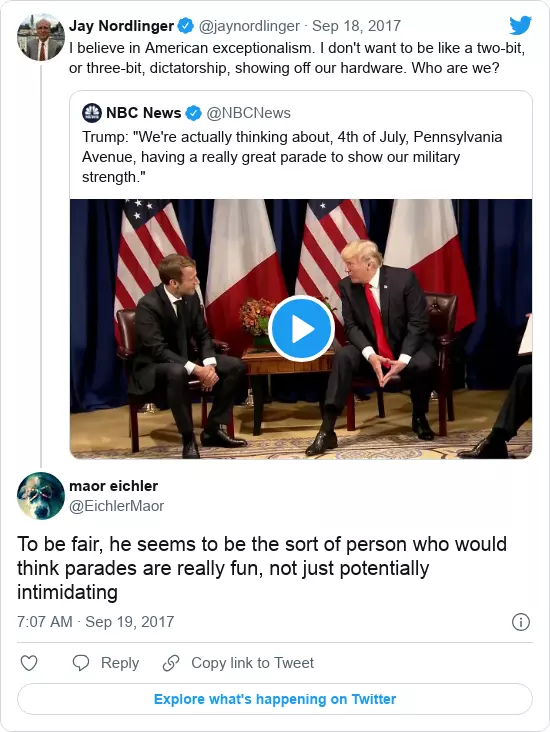 Jay Nordlinger @jaynordlinger · Sep 18, 2017
I believe in American exceptionalism. I don't want to be like a two-bit,
or three-bit, dictatorship, showing off our hardware. Who are we?
NBC News @NBCNews
Trump: "We're actually thinking about, 4th of July, Pennsylvania
Avenue, having a really great parade to show our military
strength."
maor eichler
@EichlerMaor
To be fair, he seems to be the sort of person who would
think parades are really fun, not just potentially
intimidating
7:07 AM · Sep 19, 2017
Reply Copy link to Tweet
Explore what's happening on Twitter